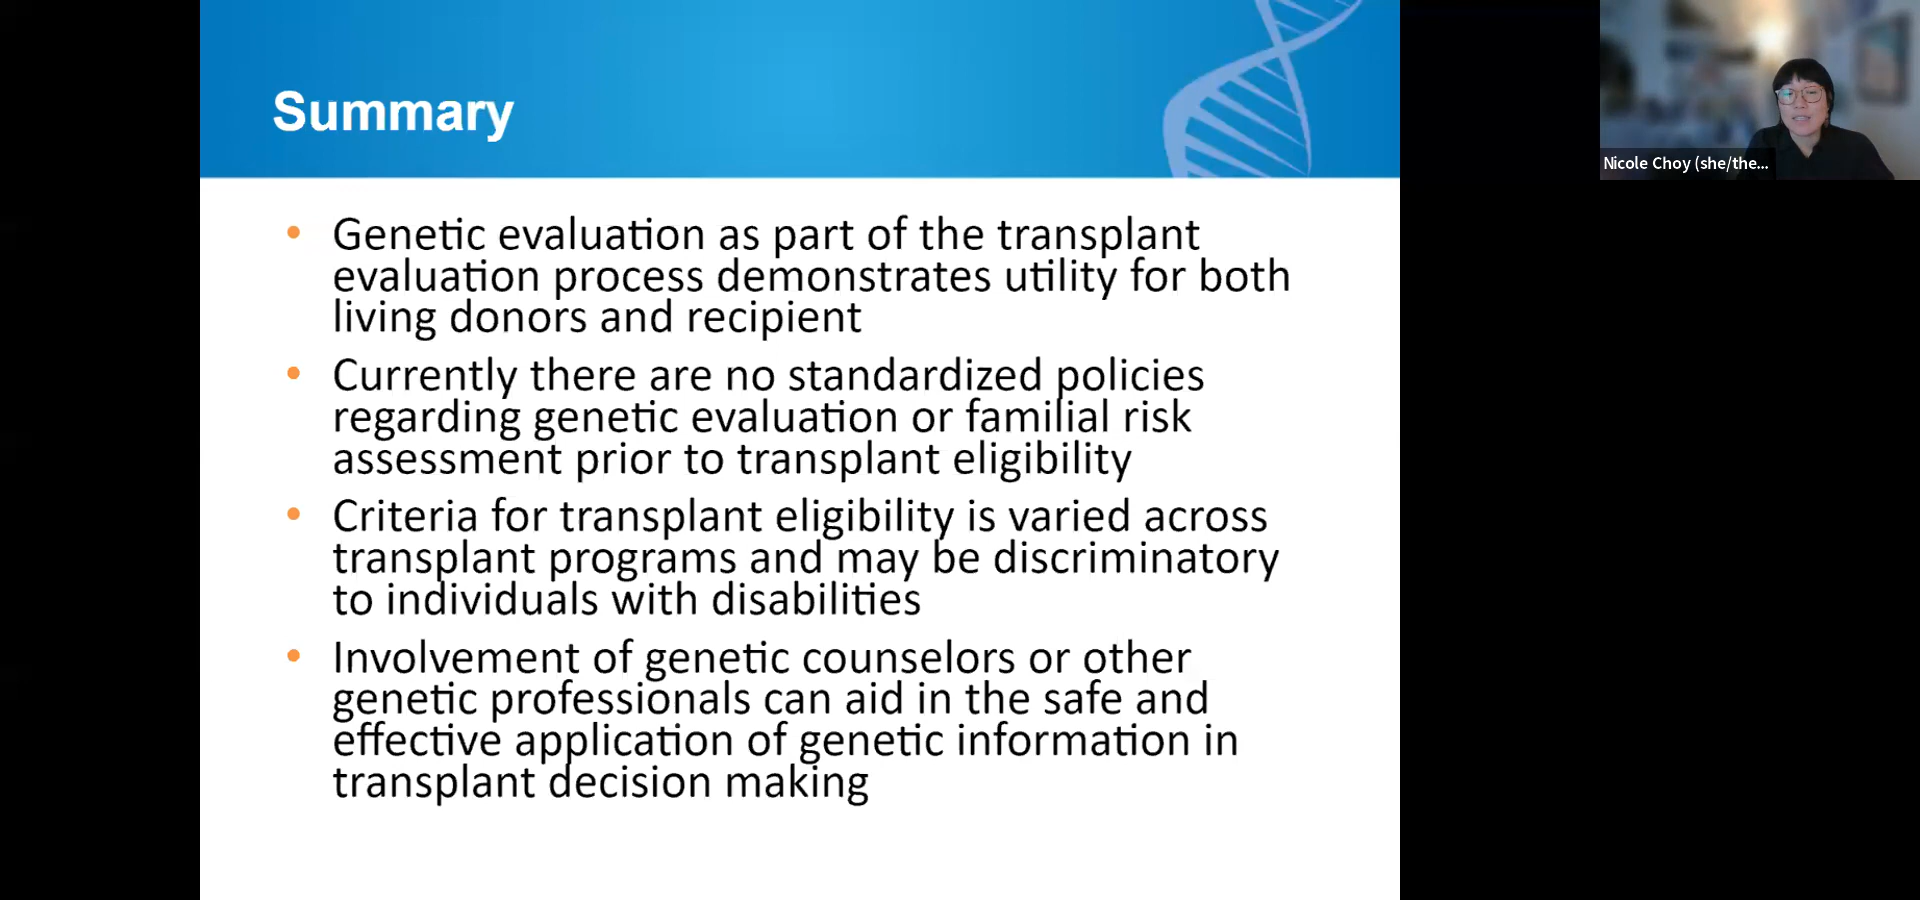 Summary
• Genetic evaluation as part of the transplant
evaluation process demonstrates utility for both
living donors and recipient
• Currently there are no standardized policies
regarding genetic evaluation or familial risk
assessment prior to transplant eligibility
• Criteria for transplant eligibility is varied across
transplant programs and may be discriminatory
to individuals with disabilities
• Involvement of genetic counselors or other
genetic professionals can aid in the safe and
effective application of genetic information in
transplant decision making
Nicole Choy (she/the...